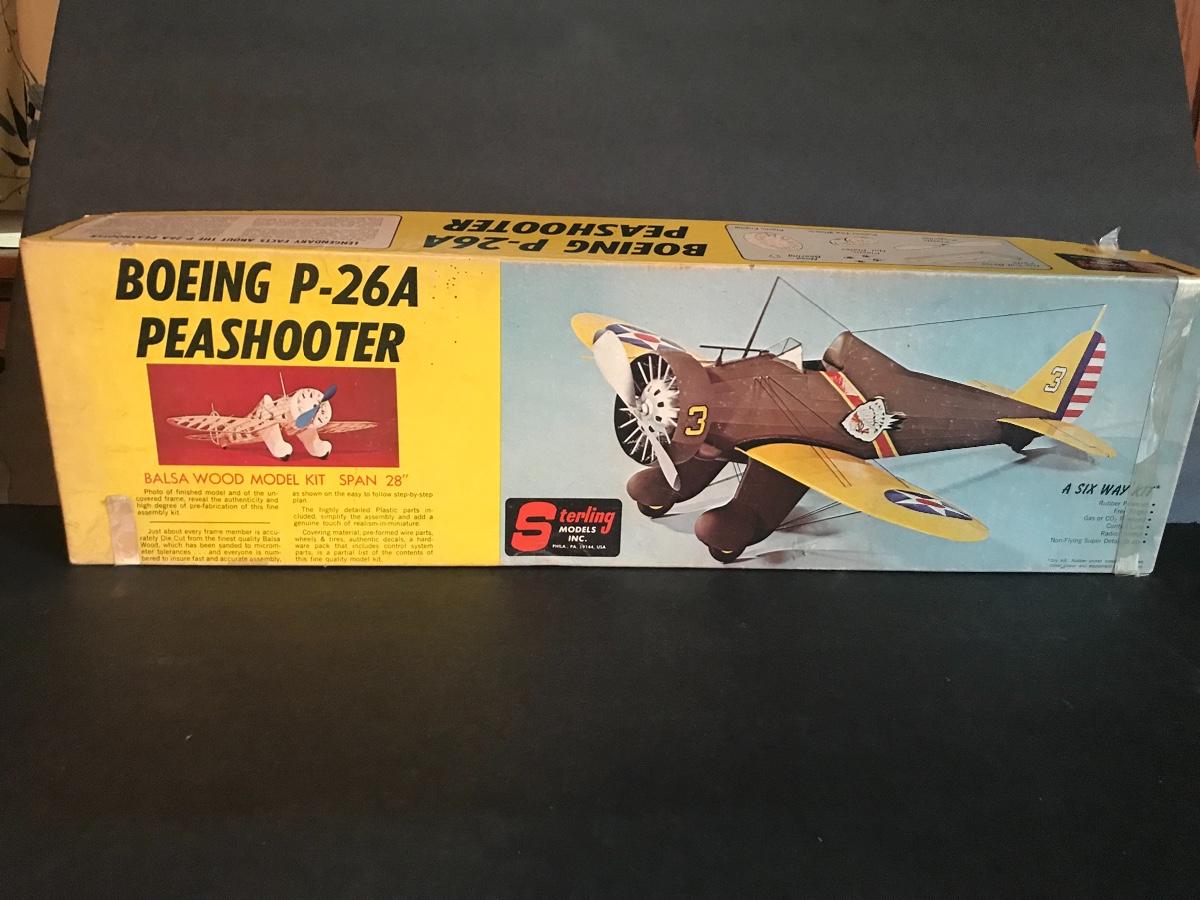 LENGENDARY FACTS ABOUT THE P-26A PEASHOOTER
BOEING P-26A
PEASHOOTER
BOEING P-26A
PEASHOOTER
BALSA WOOD MODEL KIT SPAN 28"
Photo of finished model and of the un-
covered frame, reveal the authenticity and
high degree of pre-fabrication of this fine
assembly kit.
Just about every frame member is accu-
rately Die Cut from the finest quality Balsa
Wood, which has been sanded to microm-
eter tolerances . . . and everyone is num-
bered to insure fast and accurate assembly,
as shown on the easy to follow step-by-step
plan.
The highly detailed Plastic parts in-
cluded, simplify the assembly and add a
genuine touch of realism-in-miniature.
Covering material, pre-formed wire parts,
wheels & tires, authentic decals, a hard-
ware pack that includes control system
parts, is a partial list of the contents of
this fine quality model kit.
3
3
Sterling
MODELS
INC.
PHILA., PA. 19144, USA
A SIX WAY KIT*
Rubber
Gas or CO2
Radio
Non-Flying Super